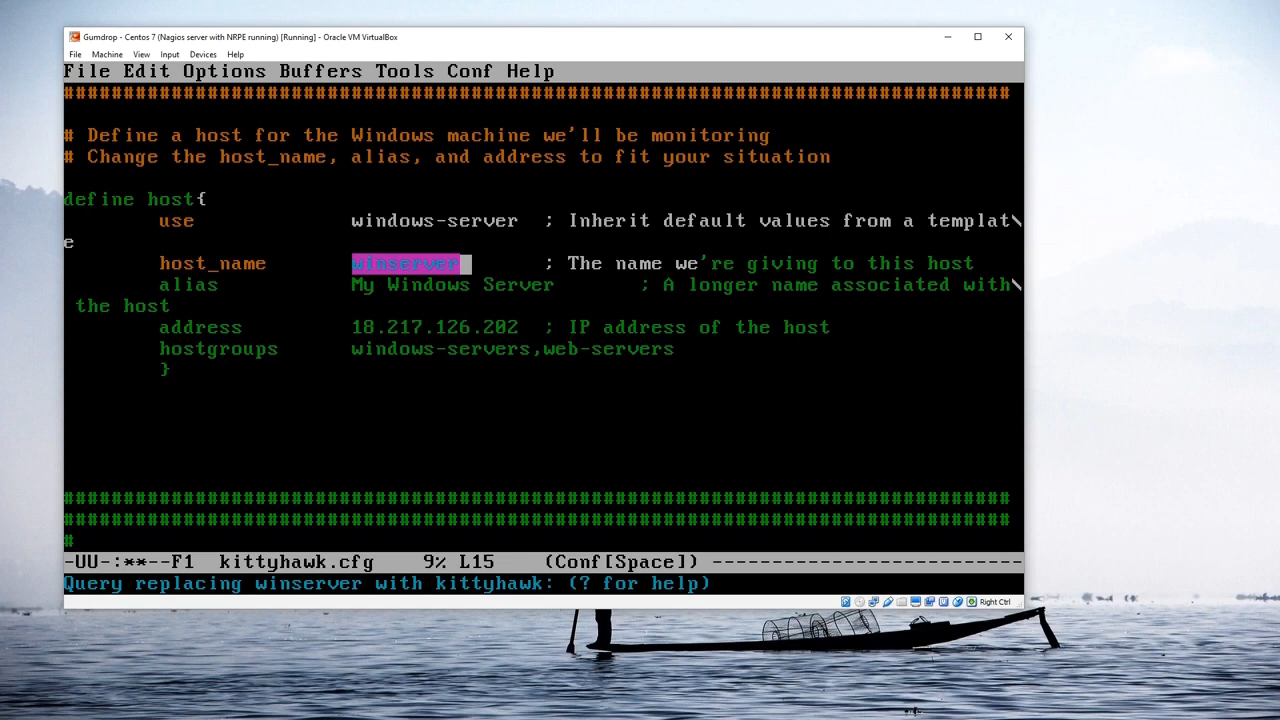 Gumdrop - Centos 7 (Nagios server with NRPE running) [Running] - Oracle VM VirtualBox
File Machine View Input Devices Help
File Edit Options Buffers Tools Conf Help
###############################################################################
# Define a host for the Windows machine we'll be monitoring
# Change the host_name, alias, and address to fit your situation
define host{
use windows-server ; Inherit default values from a templat\
e
host_name winserver ; The name we're giving to this host
alias My Windows Server ; A longer name associated with\
the host
address 18.217.126.202 ; IP address of the host
hostgroups windows-servers,web-servers
}
###############################################################################
###############################################################################
#
-UU-:**--F1 kittyhawk.cfg 9% L15 (Conf[Space]) --------------------------
Query replacing winserver with kittyhawk: (? for help)
Right Ctrl